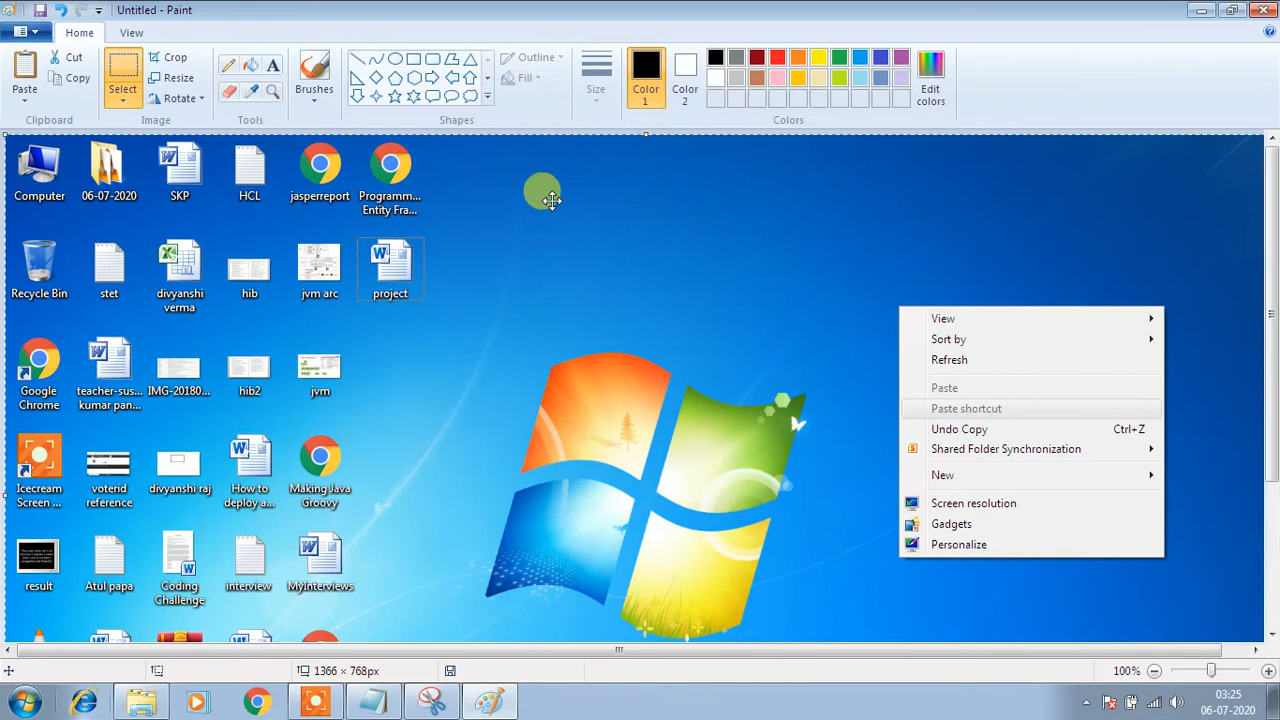 Untitled - Paint
Home
View
Paste
Cut
Copy
Clipboard
Select
Crop
Resize
Rotate
Image
Tools
Brushes
Shapes
Outline
Fill
Size
Color 1
Color 2
Edit colors
Colors
Computer
06-07-2020
SKP
HCL
jasperreport
Programm...
Entity Fra...
Recycle Bin
stet
divyanshi
verma
hib
jvm arc
project
Google
Chrome
teacher-sus...
kumar pan...
IMG-20180...
hib2
jvm
Icecream
Screen ...
voterid
reference
divyanshi raj
How to
deploy a...
Making Java
Groovy
result
Atul papa
Coding
Challenge
interview
MyInterviews
View
Sort by
Refresh
Paste
Paste shortcut
Undo Copy Ctrl+Z
Shared Folder Synchronization
New
Screen resolution
Gadgets
Personalize
1366 × 768px
100%
03:25
06-07-2020